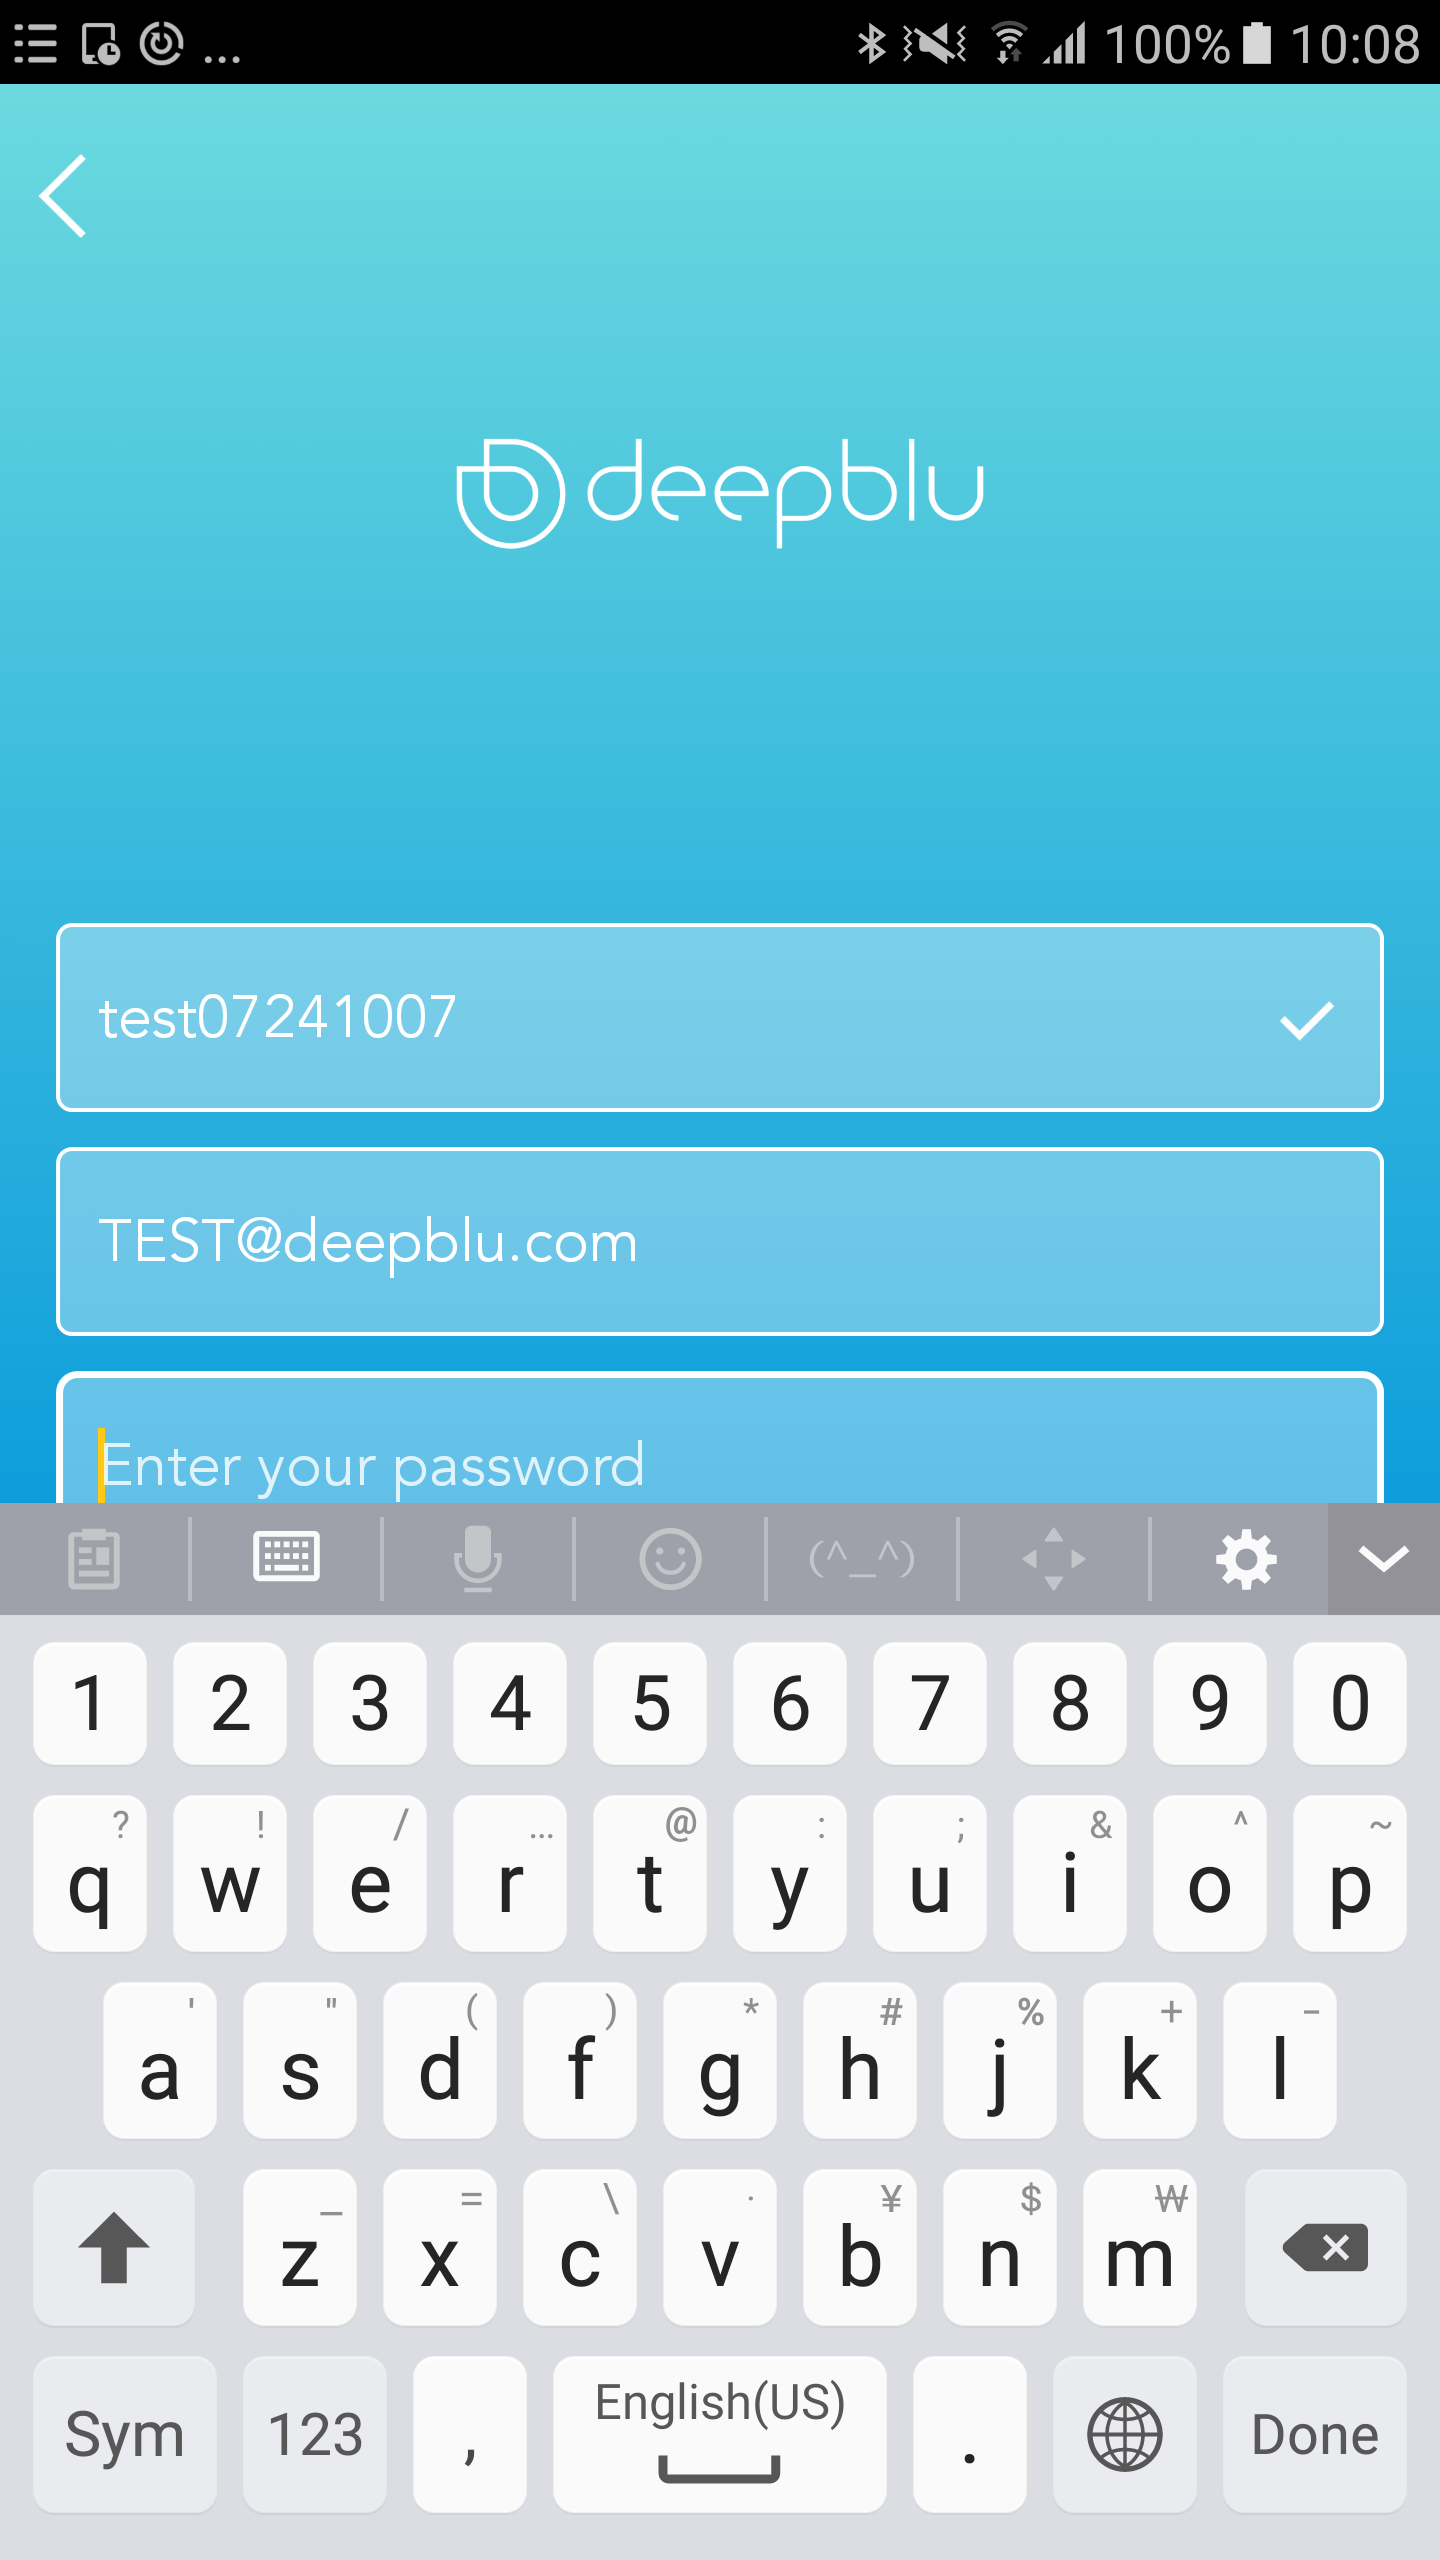 ... 100% 10:08
deepblu
test07241007
TEST@deepblu.com
Enter your password
(^_^)
1 2 3 4 5 6 7 8 9 0
? ! / ... @ : ; & ^ ~
q w e r t y u i o p
' " ( ) * # % + -
a s d f g h j k l
_ = \ · ¥ $ ₩
z x c v b n m
Sym 123 , English(US) . Done